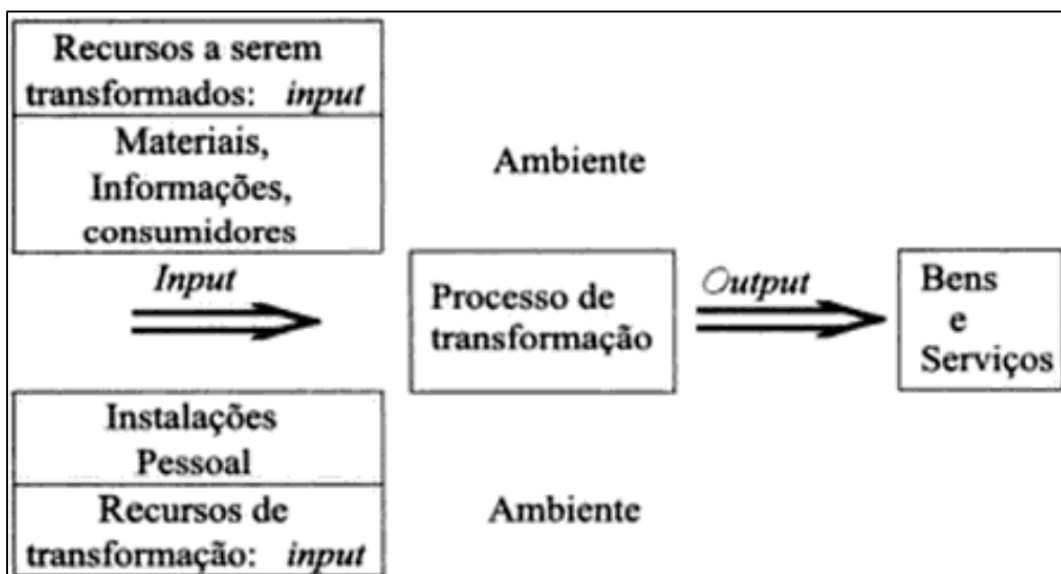 Recursos a serem
transformados: input
Materiais,
Informações,
consumidores
Ambiente
Input
Processo de
transformação
Output
Bens
e
Serviços
Instalações
Pessoal
Recursos de
transformação: input
Ambiente